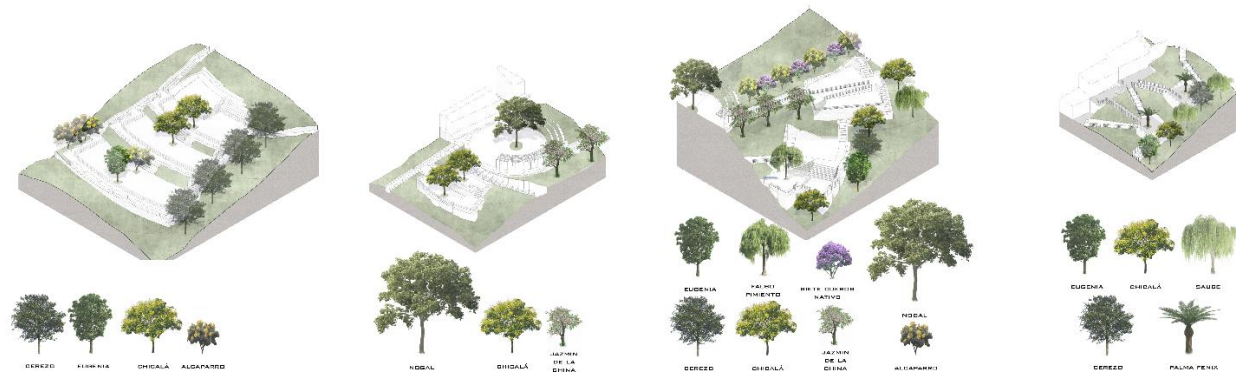 CEREZO
EUGENIA
CHICALÁ
ALCAPARRO
NOGAL
CHICALÁ
JAZMIN
DE LA
CHINA
EUGENIA
FALSO
PIMIENTO
SIETE CUEROS
NATIVO
NOGAL
CEREZO
CHICALÁ
JAZMIN
DE LA
CHINA
ALCAPARRO
EUGENIA
CHICALÁ
SAUCE
CEREZO
PALMA FENIX